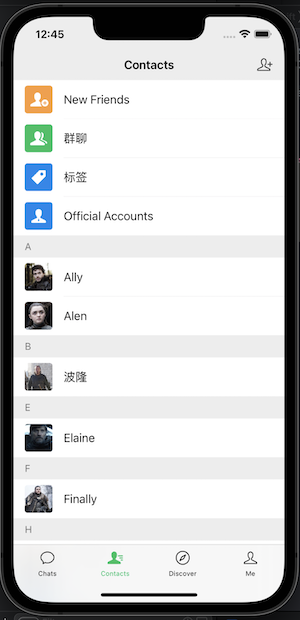 12:45
Contacts
New Friends
群聊
标签
Official Accounts
A
Ally
Alen
B
波隆
E
Elaine
F
Finally
H
Chats
Contacts
Discover
Me